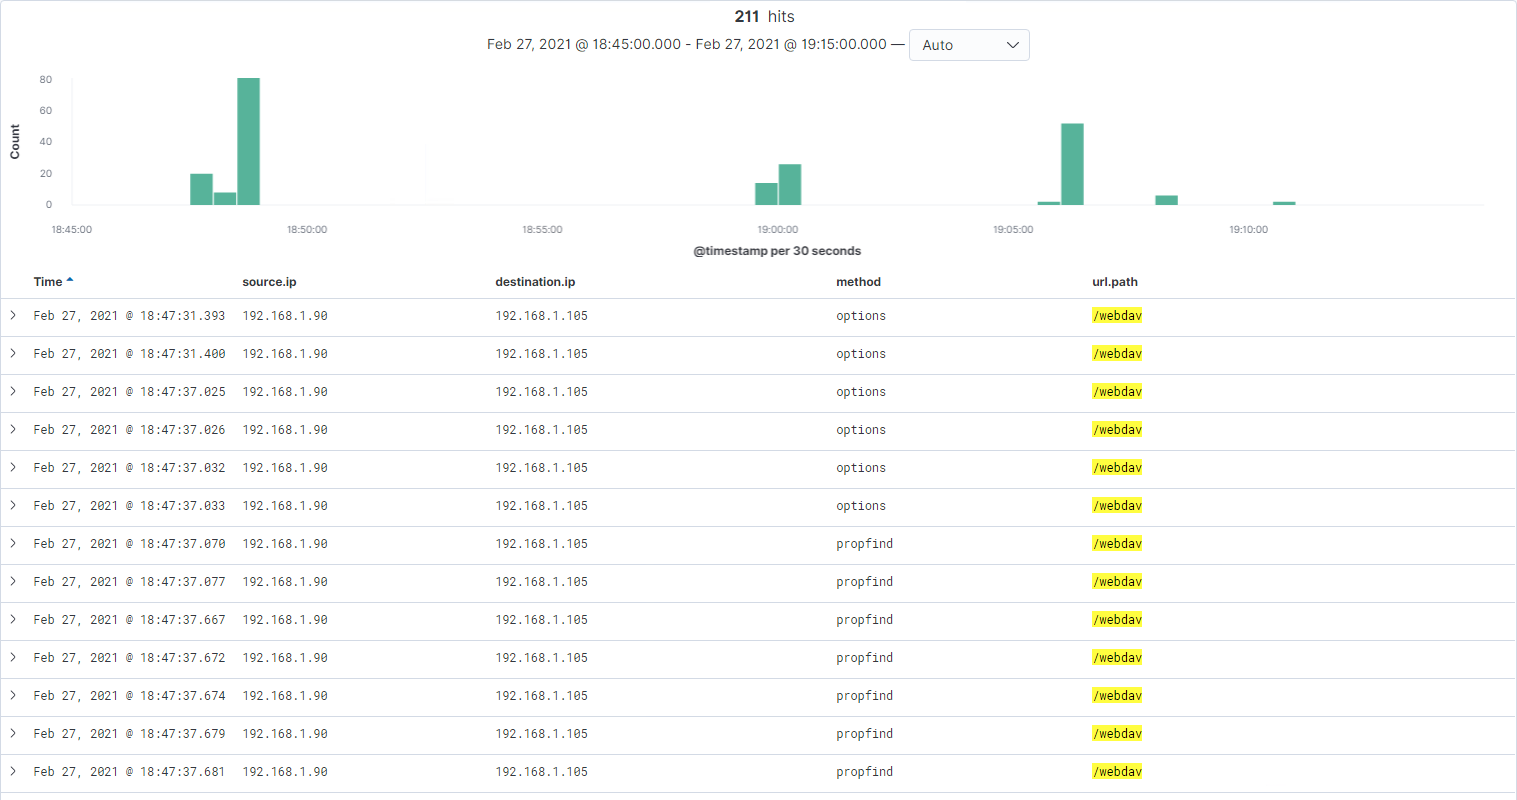 211 hits
Feb 27, 2021 @ 18:45:00.000 - Feb 27, 2021 @ 19:15:00.000 — Auto
80
60
40
20
0
Count
18:45:00 18:50:00 18:55:00 19:00:00 19:05:00 19:10:00
@timestamp per 30 seconds
Time source.ip destination.ip method url.path
Feb 27, 2021 @ 18:47:31.393 192.168.1.90 192.168.1.105 options /webdav
Feb 27, 2021 @ 18:47:31.400 192.168.1.90 192.168.1.105 options /webdav
Feb 27, 2021 @ 18:47:37.025 192.168.1.90 192.168.1.105 options /webdav
Feb 27, 2021 @ 18:47:37.026 192.168.1.90 192.168.1.105 options /webdav
Feb 27, 2021 @ 18:47:37.032 192.168.1.90 192.168.1.105 options /webdav
Feb 27, 2021 @ 18:47:37.033 192.168.1.90 192.168.1.105 options /webdav
Feb 27, 2021 @ 18:47:37.070 192.168.1.90 192.168.1.105 propfind /webdav
Feb 27, 2021 @ 18:47:37.077 192.168.1.90 192.168.1.105 propfind /webdav
Feb 27, 2021 @ 18:47:37.667 192.168.1.90 192.168.1.105 propfind /webdav
Feb 27, 2021 @ 18:47:37.672 192.168.1.90 192.168.1.105 propfind /webdav
Feb 27, 2021 @ 18:47:37.674 192.168.1.90 192.168.1.105 propfind /webdav
Feb 27, 2021 @ 18:47:37.679 192.168.1.90 192.168.1.105 propfind /webdav
Feb 27, 2021 @ 18:47:37.681 192.168.1.90 192.168.1.105 propfind /webdav